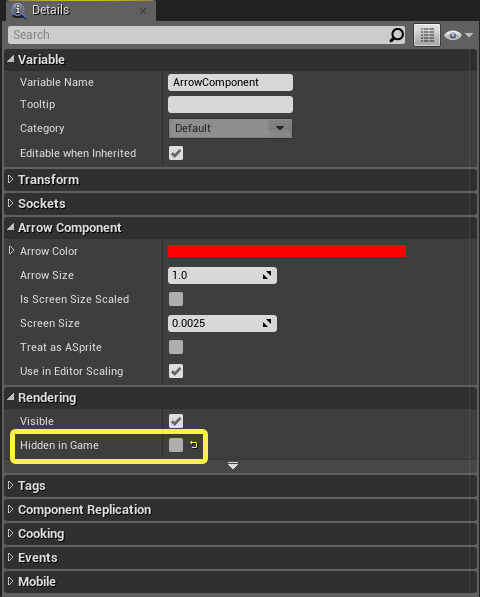 Details
Search
Variable
Variable Name ArrowComponent
Tooltip
Category Default
Editable when Inherited
Transform
Sockets
Arrow Component
Arrow Color
Arrow Size 1.0
Is Screen Size Scaled
Screen Size 0.0025
Treat as ASprite
Use in Editor Scaling
Rendering
Visible
Hidden in Game
Tags
Component Replication
Cooking
Events
Mobile